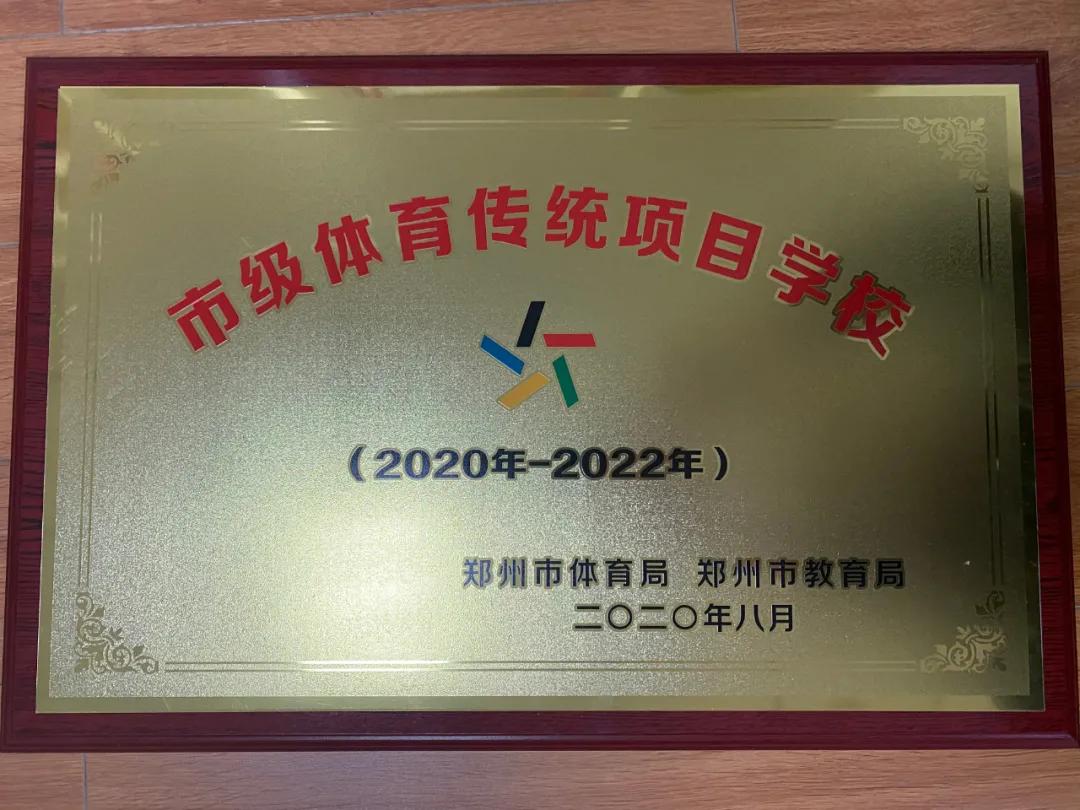 市级体育传统项目学校
（2020年-2022年）
郑州市体育局 郑州市教育局
二〇二〇年八月